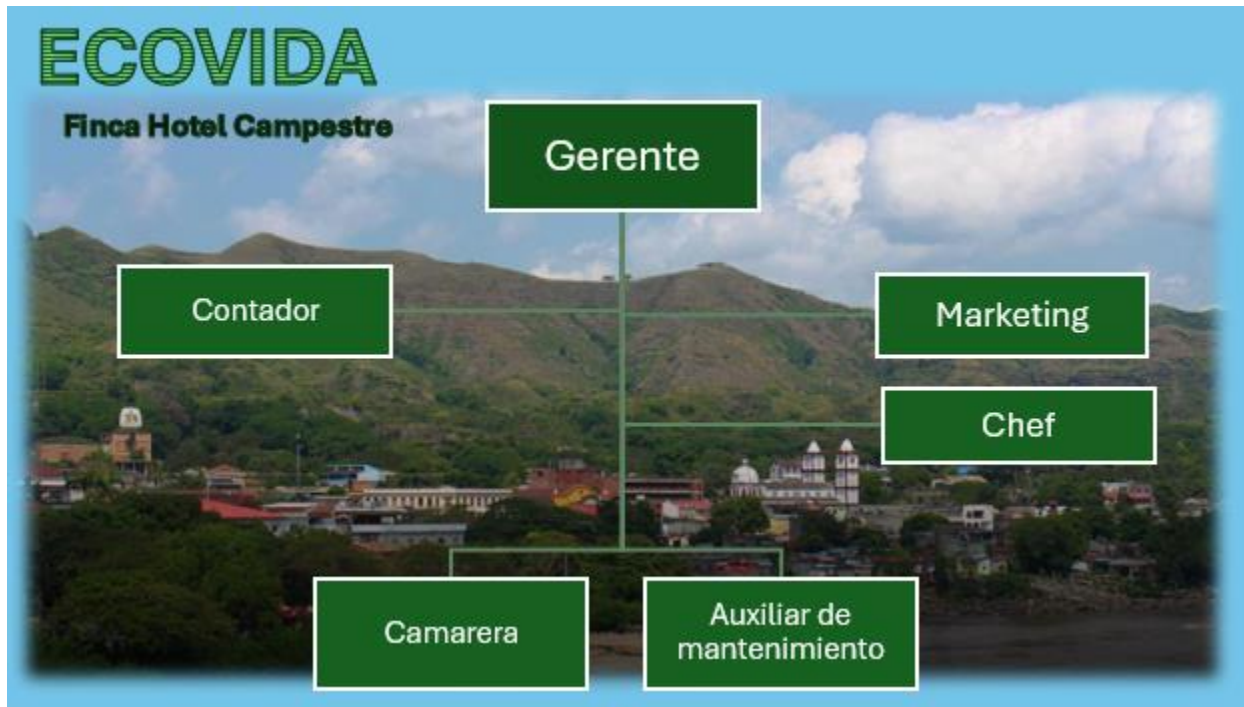 ECOVIDA
Finca Hotel Campestre
Gerente
Contador
Marketing
Chef
Camarera
Auxiliar de
mantenimiento